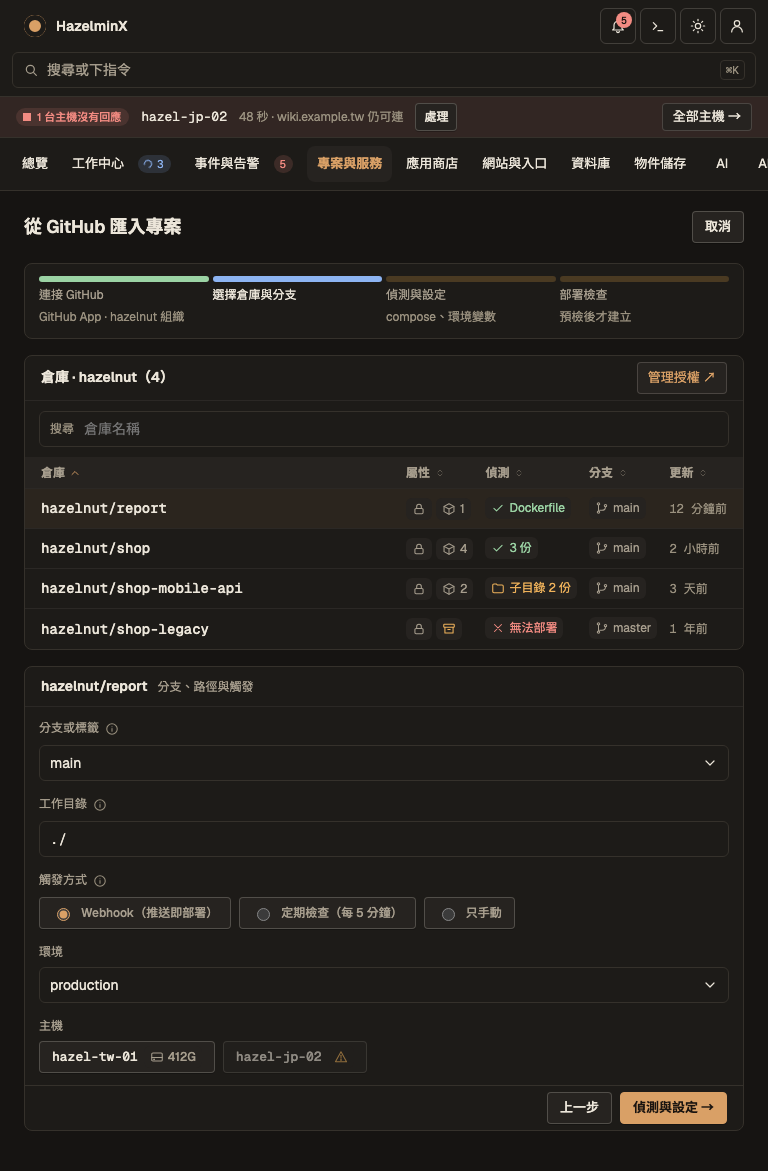 HazelminX
5
搜尋或下指令
⌘K
1 台主機沒有回應 hazel-jp-02 48 秒 · wiki.example.tw 仍可連 處理 全部主機 →
總覽 工作中心 3 事件與告警 5 專案與服務 應用商店 網站與入口 資料庫 物件儲存 AI
從 GitHub 匯入專案
取消
連接 GitHub 選擇倉庫與分支 偵測與設定 部署檢查
GitHub App · hazelnut 組織 compose、環境變數 預檢後才建立
倉庫 · hazelnut（4）
管理授權 ↗
搜尋 倉庫名稱
倉庫 屬性 偵測 分支 更新
hazelnut/report 1 Dockerfile main 12 分鐘前
hazelnut/shop 4 3 份 main 2 小時前
hazelnut/shop-mobile-api 2 子目錄 2 份 main 3 天前
hazelnut/shop-legacy 無法部署 master 1 年前
hazelnut/report 分支、路徑與觸發
分支或標籤
main
工作目錄
./
觸發方式
Webhook（推送即部署） 定期檢查（每 5 分鐘） 只手動
環境
production
主機
hazel-tw-01 412G hazel-jp-02
上一步 偵測與設定 →